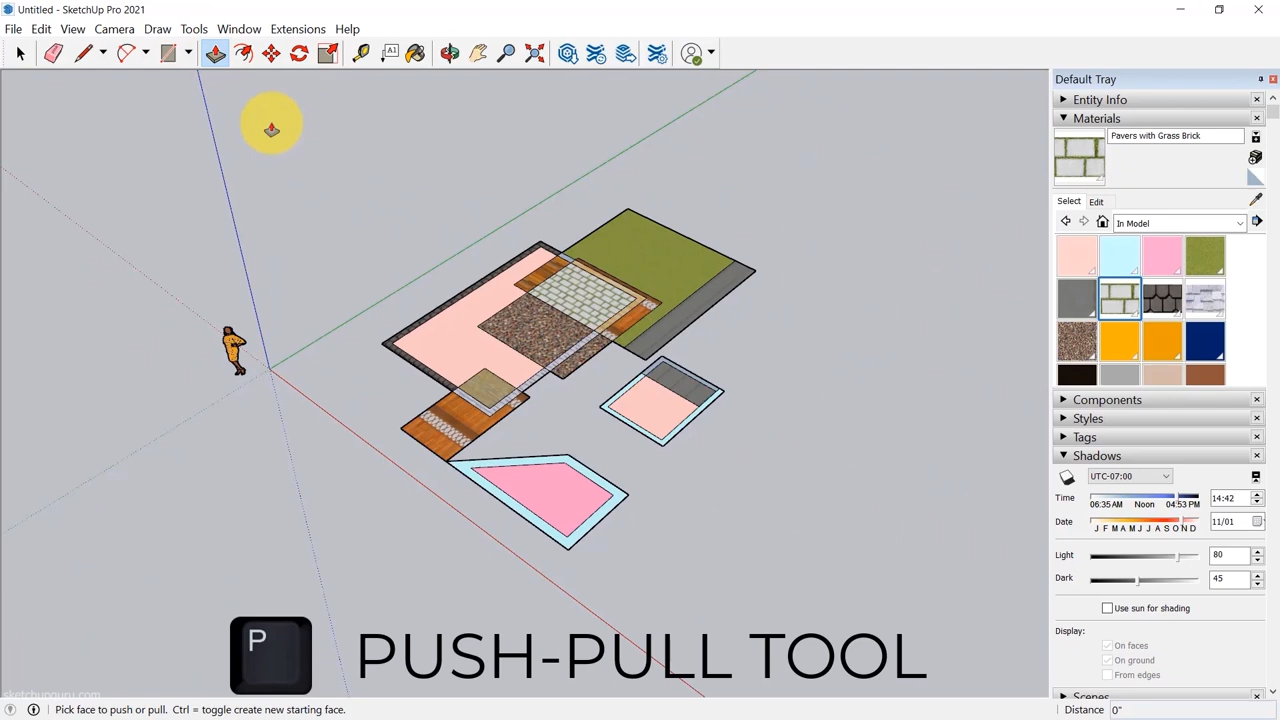 Untitled - SketchUp Pro 2021
File Edit View Camera Draw Tools Window Extensions Help
A1
Default Tray
Entity Info
Materials
Pavers with Grass Brick
Select Edit
In Model
Components
Styles
Tags
Shadows
UTC-07:00
Time 14:42
06:35 AM Noon 04:53 PM
Date 11/01
J F M A M J J A S O N D
Light 80
Dark 45
Use sun for shading
Display:
On faces
On ground
From edges
Scenes
P PUSH-PULL TOOL
sketchupguru.com
Pick face to push or pull. Ctrl = toggle create new starting face.
Distance 0"